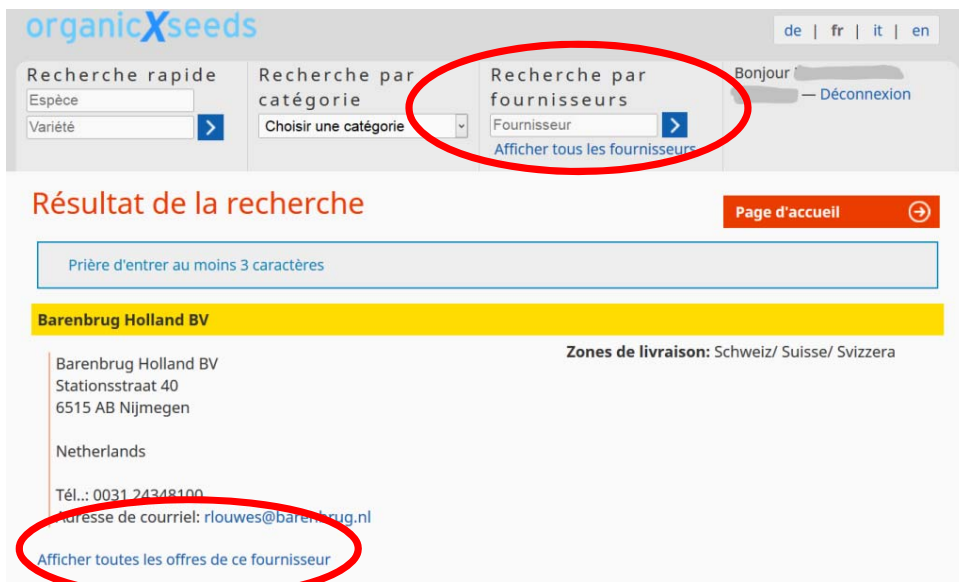 organicXseeds
de | fr | it | en
Recherche rapide
Espèce
Variété
Recherche par
catégorie
Choisir une catégorie
Recherche par
fournisseurs
Fournisseur
Afficher tous les fournisseurs
Bonjour
— Déconnexion
Résultat de la recherche
Page d'accueil
Prière d'entrer au moins 3 caractères
Barenbrug Holland BV
Barenbrug Holland BV
Stationsstraat 40
6515 AB Nijmegen
Netherlands
Tél..: 0031 24348100
Adresse de courriel: rlouwes@barenbrug.nl
Zones de livraison: Schweiz/ Suisse/ Svizzera
Afficher toutes les offres de ce fournisseur